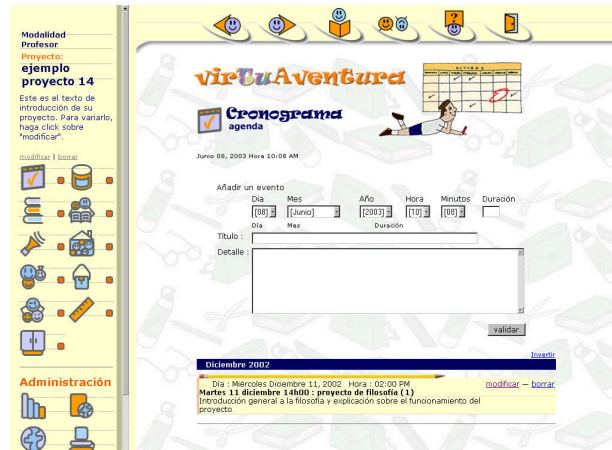 Modalidad
Profesor
Proyecto:
ejemplo
proyecto 14
Este es el texto de
introducción de su
proyecto. Para variarlo,
haga click sobre
"modificar".
modificar | borrar
Administración
virTuAventura
Cronograma
agenda
Junio 08, 2003 Hora 10:08 AM
Añadir un evento
Día Mes Año Hora Minutos Duración
[08] [Junio] [2003] [10] [08]
Día Mes Duración
Título :
Detalle :
validar
Invertir
Diciembre 2002
Día : Miércoles Diciembre 11, 2002 Hora : 02:00 PM modificar — borrar
Martes 11 diciembre 14h00 : proyecto de filosofía (1)
Introducción general a la filosofía y explicación sobre el funcionamiento del
proyecto